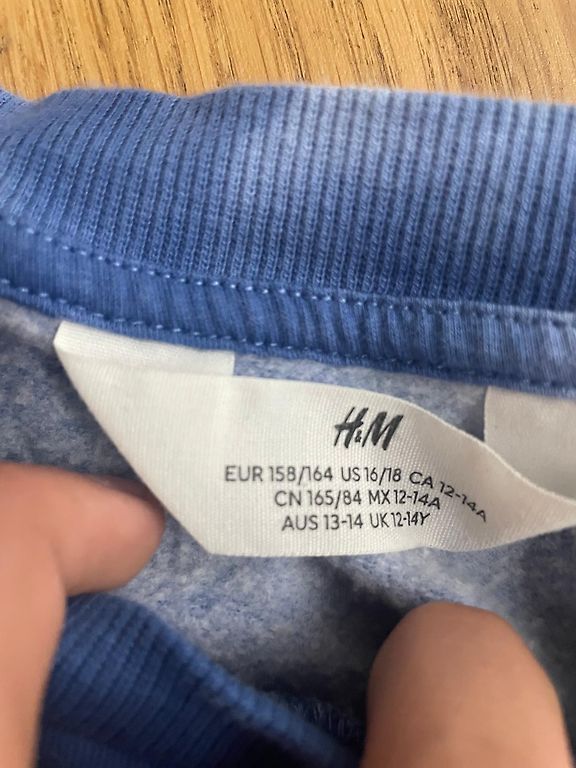 H&M
EUR 158/164 US 16/18 CA 12-14A
CN 165/84 MX 12-14A
AUS 13-14 UK 12-14Y